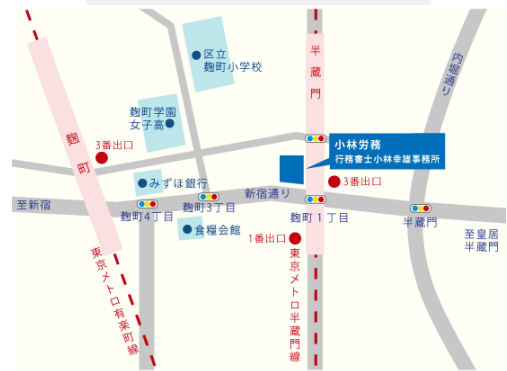 区立
麹町小学校
半蔵門
内堀通り
麹町学園
女子高
麹町
3番出口
小林労務
行政書士小林幸雄事務所
みずほ銀行
3番出口
新宿通り
至新宿
麹町4丁目
麹町3丁目
麹町1丁目
半蔵門
食糧会館
1番出口
至皇居
半蔵門
東京メトロ有楽町線
東京メトロ半蔵門線